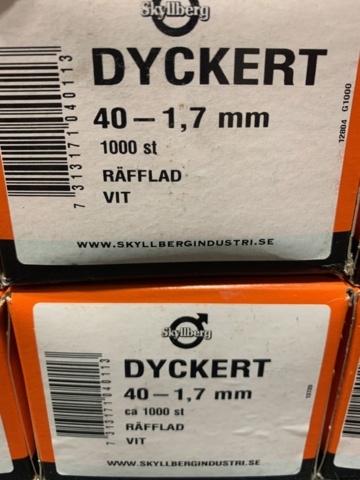 Skyllberg
DYCKERT
40 – 1,7 mm
1000 st
RÄFFLAD
VIT
7 313171 040113
12804 G1000
WWW.SKYLLBERGINDUSTRI.SE
Skyllberg
DYCKERT
40 – 1,7 mm
ca 1000 st
RÄFFLAD
VIT
7 313171 040113
WWW.SKYLLBERGINDUSTRI.SE